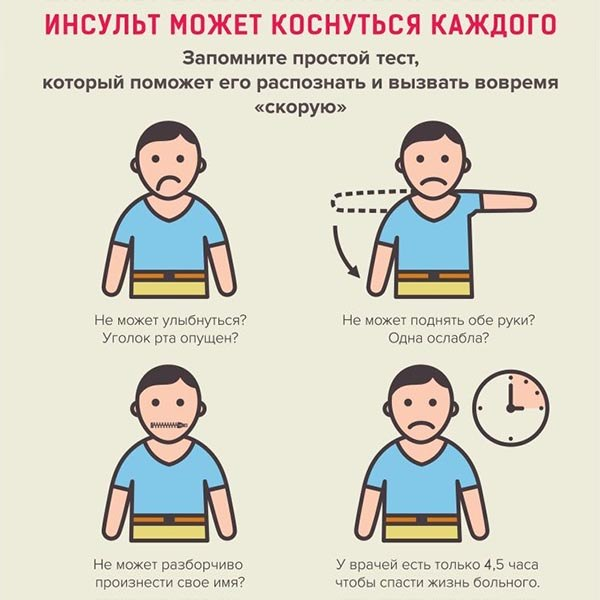 ИНСУЛЬТ МОЖЕТ КОСНУТЬСЯ КАЖДОГО
Запомните простой тест,
который поможет его распознать и вызвать вовремя
«скорую»
Не может улыбнуться?
Уголок рта опущен?
Не может поднять обе руки?
Одна ослабла?
Не может разборчиво
произнести свое имя?
У врачей есть только 4,5 часа
чтобы спасти жизнь больного.